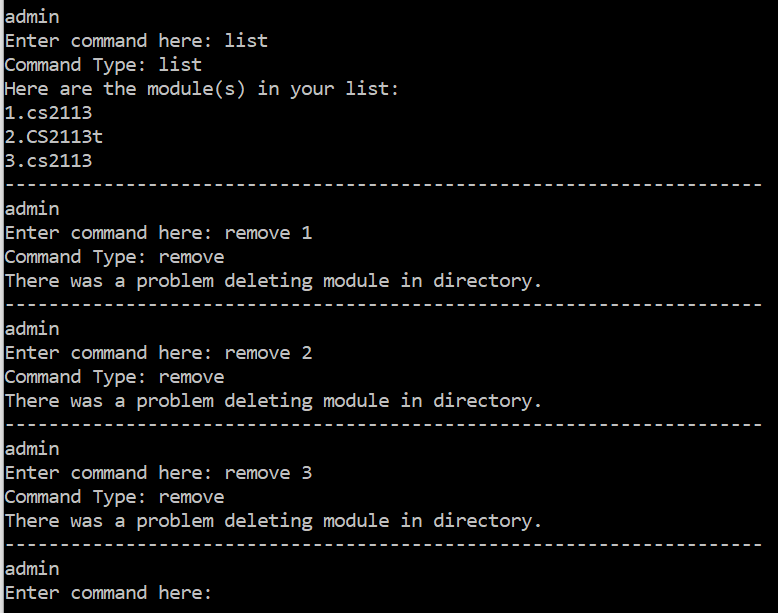 admin
Enter command here: list
Command Type: list
Here are the module(s) in your list:
1.cs2113
2.CS2113t
3.cs2113
---------------------------------------------------------------------
admin
Enter command here: remove 1
Command Type: remove
There was a problem deleting module in directory.
---------------------------------------------------------------------
admin
Enter command here: remove 2
Command Type: remove
There was a problem deleting module in directory.
---------------------------------------------------------------------
admin
Enter command here: remove 3
Command Type: remove
There was a problem deleting module in directory.
---------------------------------------------------------------------
admin
Enter command here: